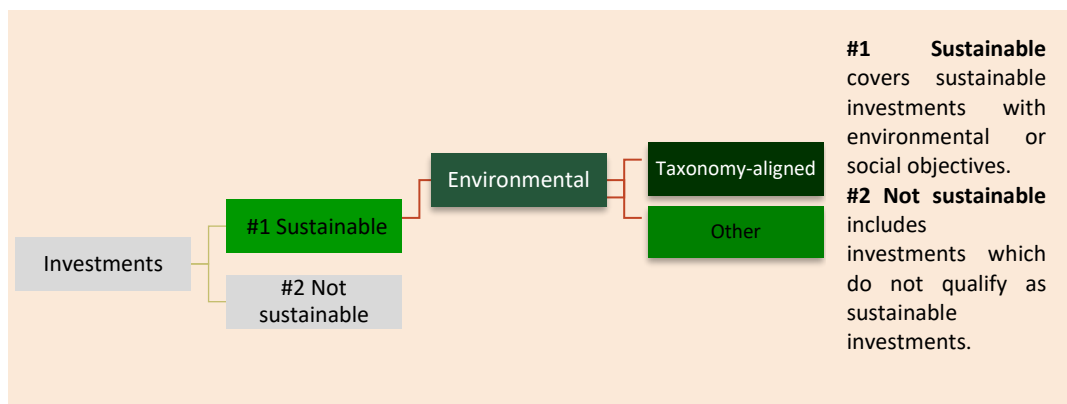 Investments
#1 Sustainable
#2 Not
sustainable
Environmental
Taxonomy-aligned
Other
#1 Sustainable
covers sustainable
investments with
environmental or
social objectives.
#2 Not sustainable
includes
investments which
do not qualify as
sustainable
investments.